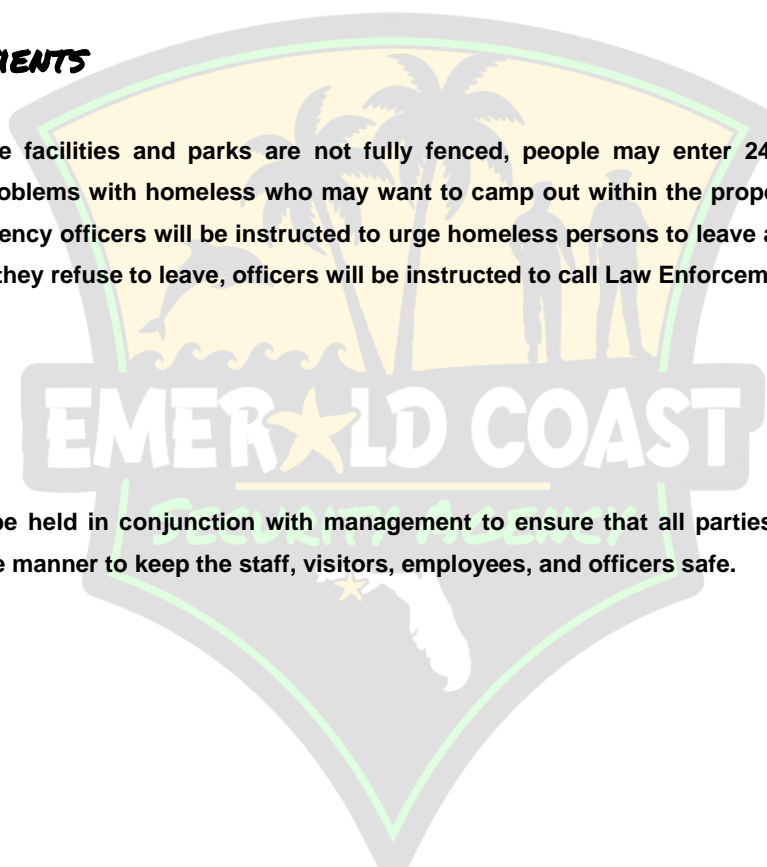 e facilities and parks are not fully fenced, people may enter 24
oblems with homeless who may want to camp out within the prope
ency officers will be instructed to urge homeless persons to leave a
they refuse to leave, officers will be instructed to call Law Enforcem
EMERALD COAST
SECURITY AGENCY
be held in conjunction with management to ensure that all parties
e manner to keep the staff, visitors, employees, and officers safe.